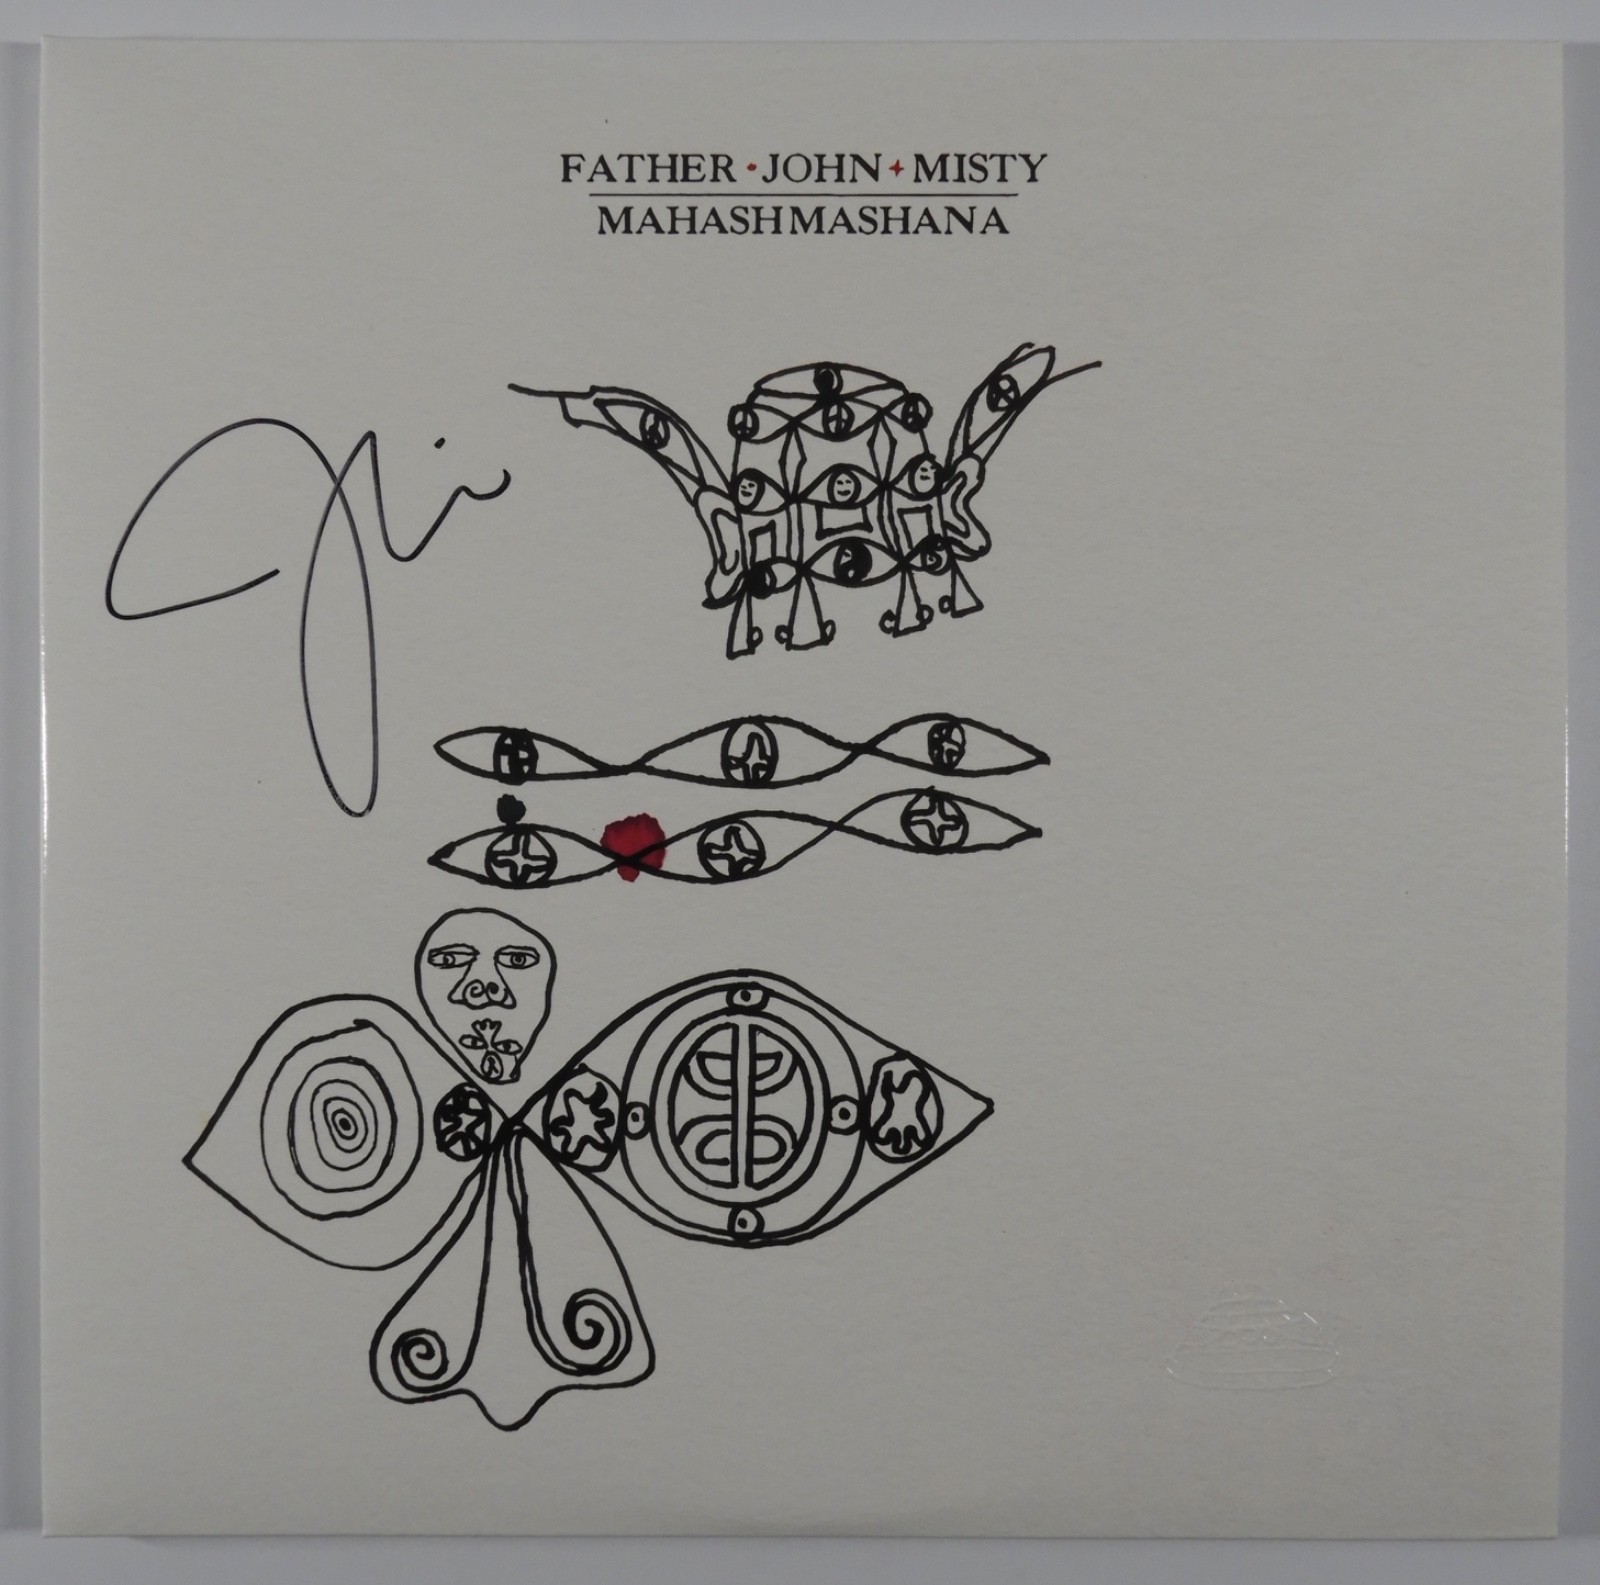 FATHER · JOHN + MISTY
MAHASHMASHANA